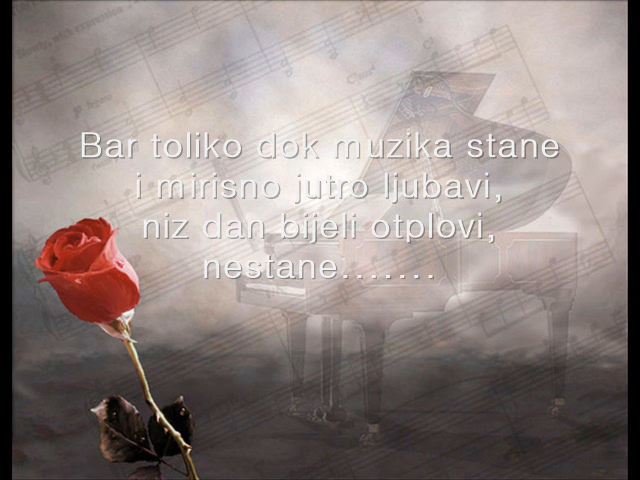 Bar toliko dok muzika stane
i mirisno jutro ljubavi,
niz dan bijeli otplovi,
nestane.......